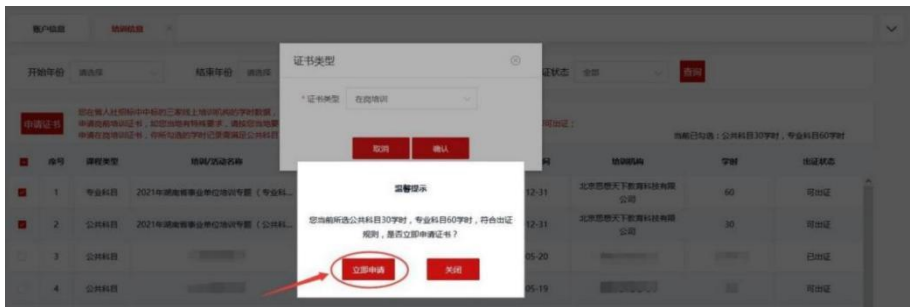 账户信息 培训信息 ×
开始年份 请选择 结束年份 请选择 证状态 全部 查询
证书类型
* 证书类型 在岗培训
取消 确认
申请证书
当前已勾选：公共科目30学时，专业科目60学时
序号 课程类型 培训/活动名称 培训机构 学时 出证状态
1 专业科目 2021年湖南省事业单位培训专题（专业科... 12-31 北京思想天下教育科技有限公司 60 可出证
2 公共科目 2021年湖南省事业单位培训专题（公共科... 12-31 北京思想天下教育科技有限公司 30 可出证
3 公共科目 05-20 已出证
4 公共科目 05-19 可出证
温馨提示
您当前所选公共科目30学时，专业科目60学时，符合出证
规则，是否立即申请证书？
立即申请 关闭